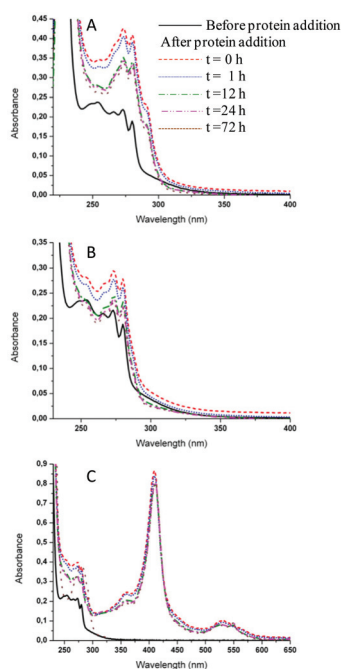 A
Before protein addition
After protein addition
t = 0 h
t = 1 h
t = 12 h
t = 24 h
t = 72 h
0,45
0,40
0,35
0,30
0,25
0,20
0,15
0,10
0,05
0,00
Absorbance
250
300
350
400
Wavelength (nm)
B
0,35
0,30
0,25
0,20
0,15
0,10
0,05
0,00
Absorbance
250
300
350
400
Wavelength (nm)
C
0,9
0,8
0,7
0,6
0,5
0,4
0,3
0,2
0,1
0,0
Absorbance
250
300
350
400
450
500
550
600
650
Wavelength (nm)